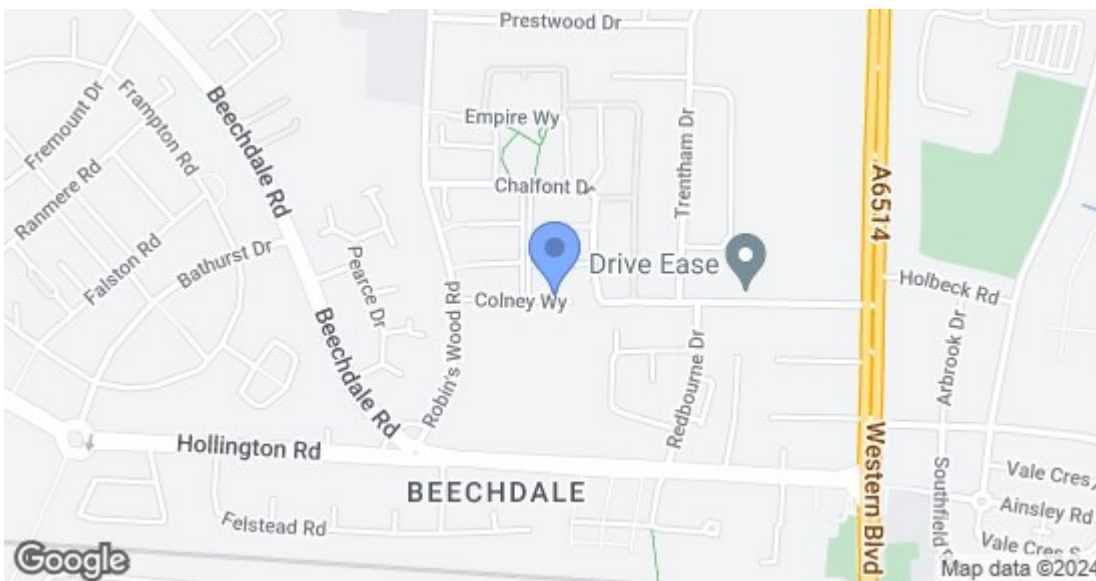 Prestwood Dr
Fremount Dr
Frampton Rd
Beechdale Rd
Empire Wy
Trentham Dr
A6514
Ranmere Rd
Chalfont D
Falston Rd
Bathurst Dr
Pearce Dr
Robin's Wood Rd
Colney Wy
Drive Ease
Holbeck Rd
Arbrook Dr
Beechdale Rd
Redbourne Dr
Hollington Rd
Western Blvd
BEECHDALE
Southfield
Vale Cres
Ainsley Rd
Felstead Rd
Vale Cres S
Google
Map data ©2024